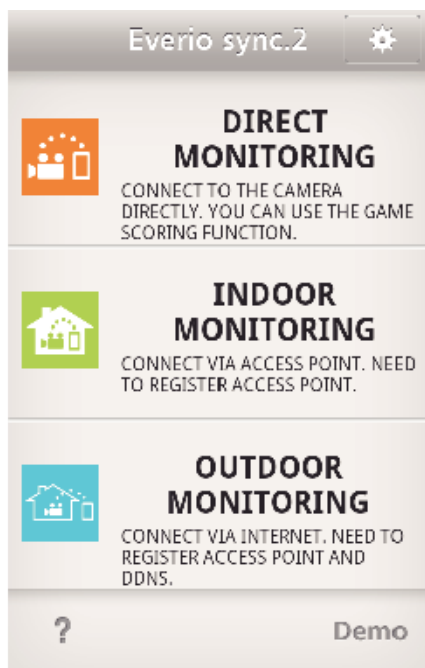 Everio sync.2
DIRECT
MONITORING
CONNECT TO THE CAMERA
DIRECTLY. YOU CAN USE THE GAME
SCORING FUNCTION.
INDOOR
MONITORING
CONNECT VIA ACCESS POINT. NEED
TO REGISTER ACCESS POINT.
OUTDOOR
MONITORING
CONNECT VIA INTERNET. NEED TO
REGISTER ACCESS POINT AND
DDNS.
?
Demo